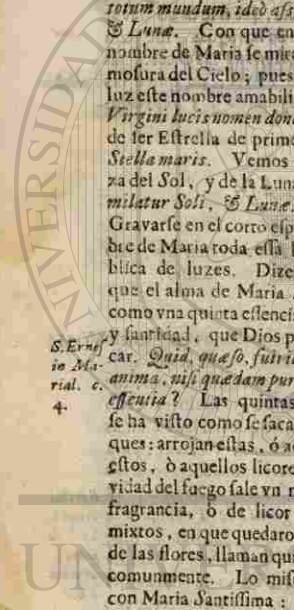 totum mundum, ideò ass
& Lunæ. Con que en
nombre de Maria se mira
mosura del Cielo; pues
luz este nombre amabili
Virgini lucis nomen don
de ser Estrella de prime
Stella maris. Vemos
za del Sol, y de la Luna
milatur Soli, & Lunæ.
Gravarse en el corto esp
bre de Maria toda essa
blica de luzes. Dize
que el alma de Maria
como vna quinta essenci
y santidad, que Dios p
S. Ernes
in Ma-
rial. c.
4.
car. Quid, quæso, fuit i
anima, nisi quædam pur
essentia? Las quintas
se ha visto como se saca
ques: arrojan estas, ò a
estos, ò aquellos licore
vidad del fuego sale vn
fragrancia, ò de licor
mixtos, en que quedaro
de las flores, llaman qui
comunmente. Lo mis
con Maria Santissima:
UN